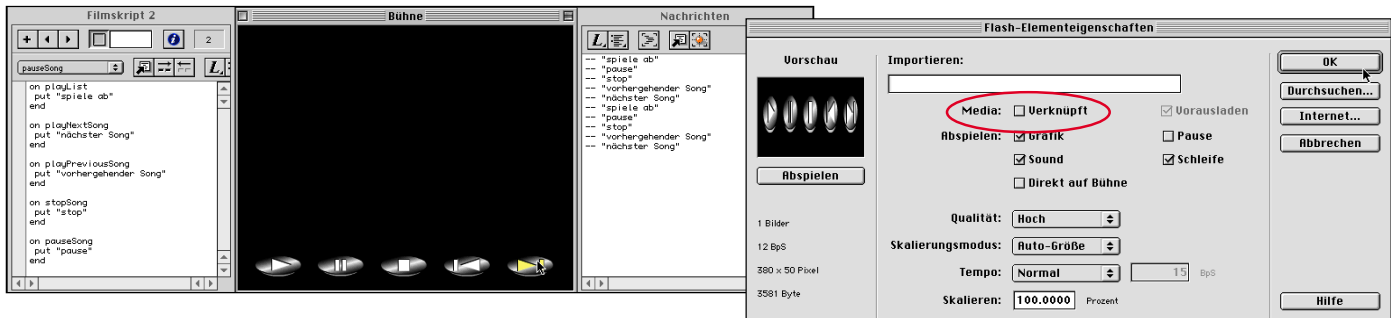 Filmskript 2
2
pauseSong
L
on playList
put "spiele ab"
end
on playNextSong
put "nächster Song"
end
on playPreviousSong
put "vorhergehender Song"
end
on stopSong
put "stop"
end
on pauseSong
put "pause"
end
Bühne
Nachrichten
L
-- "spiele ab"
-- "pause"
-- "stop"
-- "vorhergehender Song"
-- "nächster Song"
-- "spiele ab"
-- "pause"
-- "stop"
-- "vorhergehender Song"
-- "nächster Song"
Flash-Elementeigenschaften
Vorschau
Abspielen
1 Bilder
12 BpS
380 x 50 Pixel
3581 Byte
Importieren:
Media: Verknüpft Vorausladen
Abspielen: Grafik Pause
Sound Schleife
Direkt auf Bühne
Qualität: Hoch
Skalierungsmodus: Auto-Größe
Tempo: Normal 15 BpS
Skalieren: 100.0000 Prozent
OK
Durchsuchen...
Internet...
Abbrechen
Hilfe